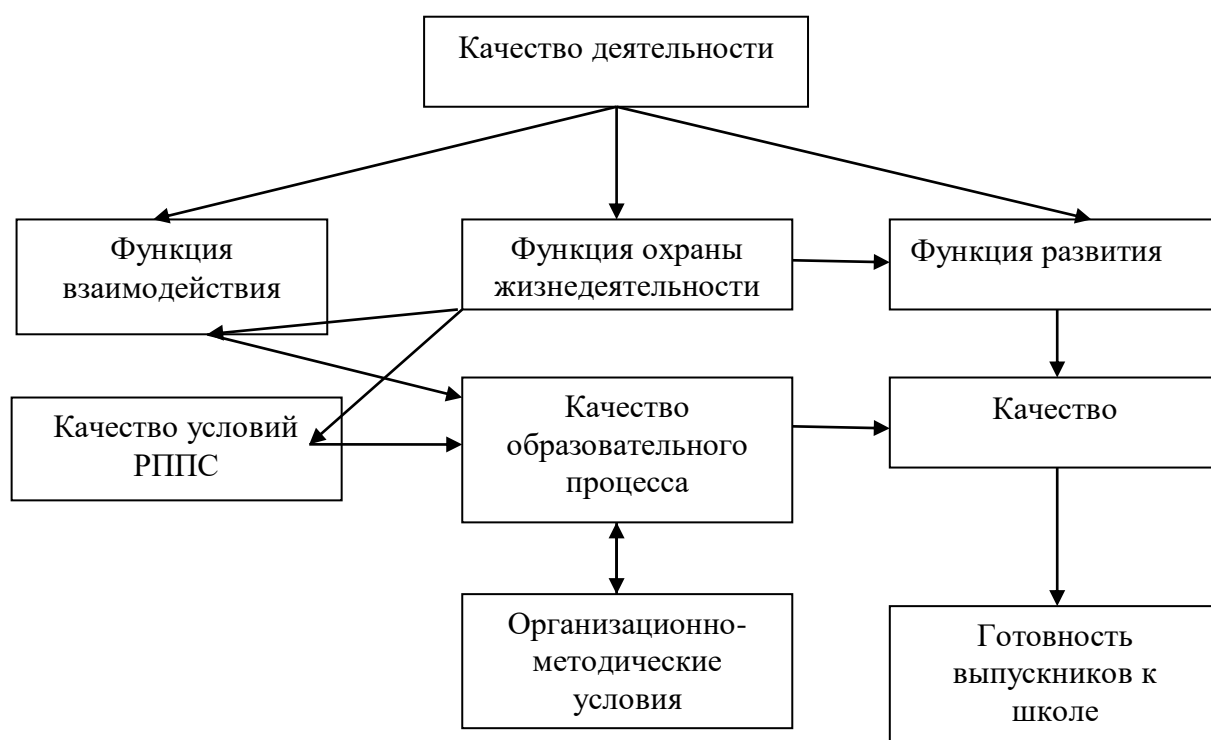 Качество деятельности
Функция
взаимодействия
Функция охраны
жизнедеятельности
Функция развития
Качество условий
РППС
Качество
образовательного
процесса
Качество
Организационно-
методические
условия
Готовность
выпускников к
школе